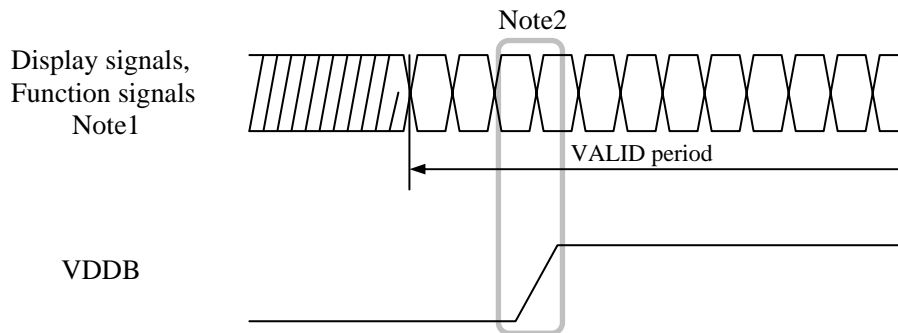 Note2
Display signals,
Function signals
Note1
VALID period
VDDB